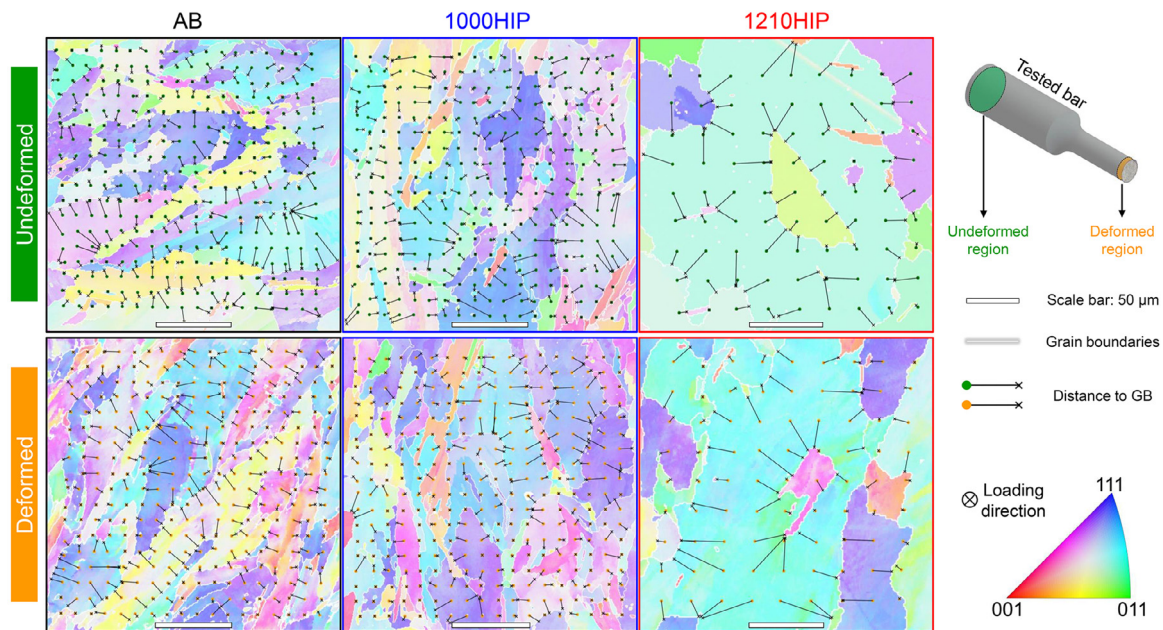 AB
1000HIP
1210HIP
Undeformed
Deformed
Tested bar
Undeformed
region
Deformed
region
Scale bar: 50 µm
Grain boundaries
Distance to GB
Loading
direction
111
001
011